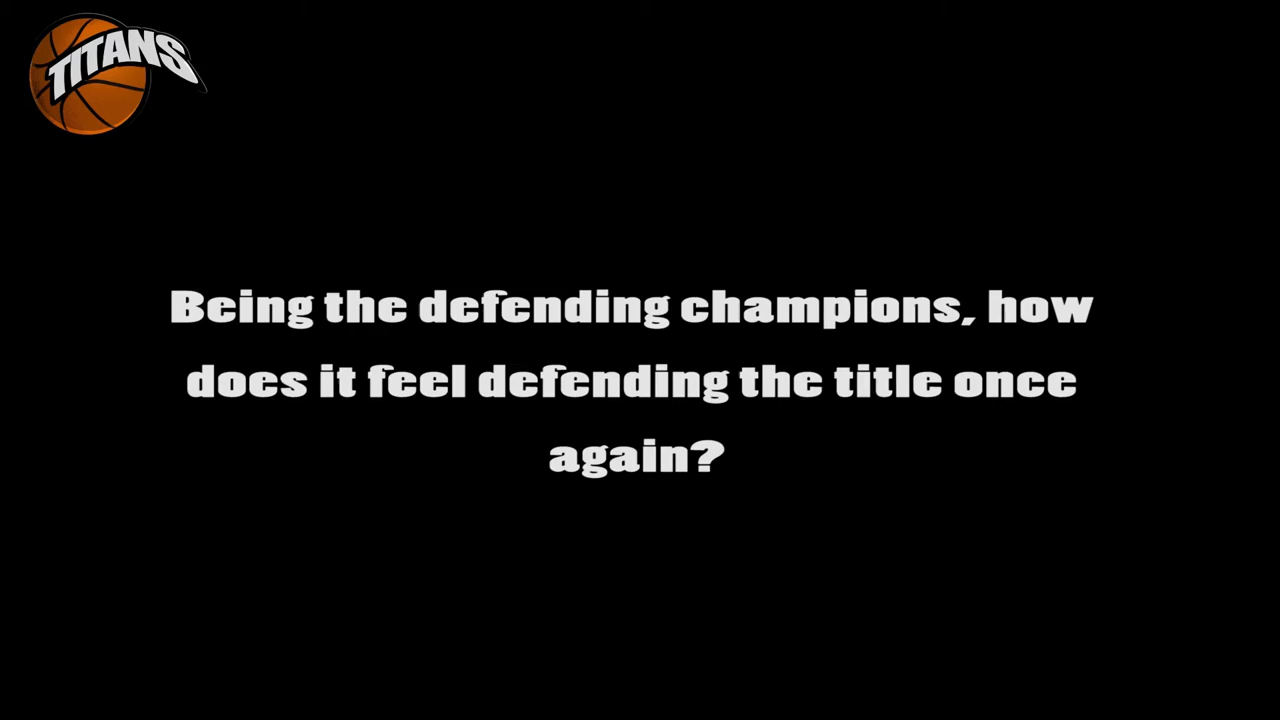 TITANS
Being the defending champions, how
does it feel defending the title once
again?